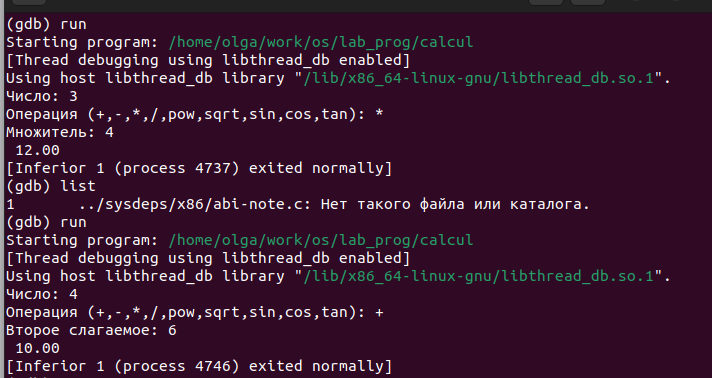 (gdb) run
Starting program: /home/olga/work/os/lab_prog/calcul
[Thread debugging using libthread_db enabled]
Using host libthread_db library "/lib/x86_64-linux-gnu/libthread_db.so.1".
Число: 3
Операция (+,-,*,/,pow,sqrt,sin,cos,tan): *
Множитель: 4
 12.00
[Inferior 1 (process 4737) exited normally]
(gdb) list
1       ../sysdeps/x86/abi-note.c: Нет такого файла или каталога.
(gdb) run
Starting program: /home/olga/work/os/lab_prog/calcul
[Thread debugging using libthread_db enabled]
Using host libthread_db library "/lib/x86_64-linux-gnu/libthread_db.so.1".
Число: 4
Операция (+,-,*,/,pow,sqrt,sin,cos,tan): +
Второе слагаемое: 6
 10.00
[Inferior 1 (process 4746) exited normally]